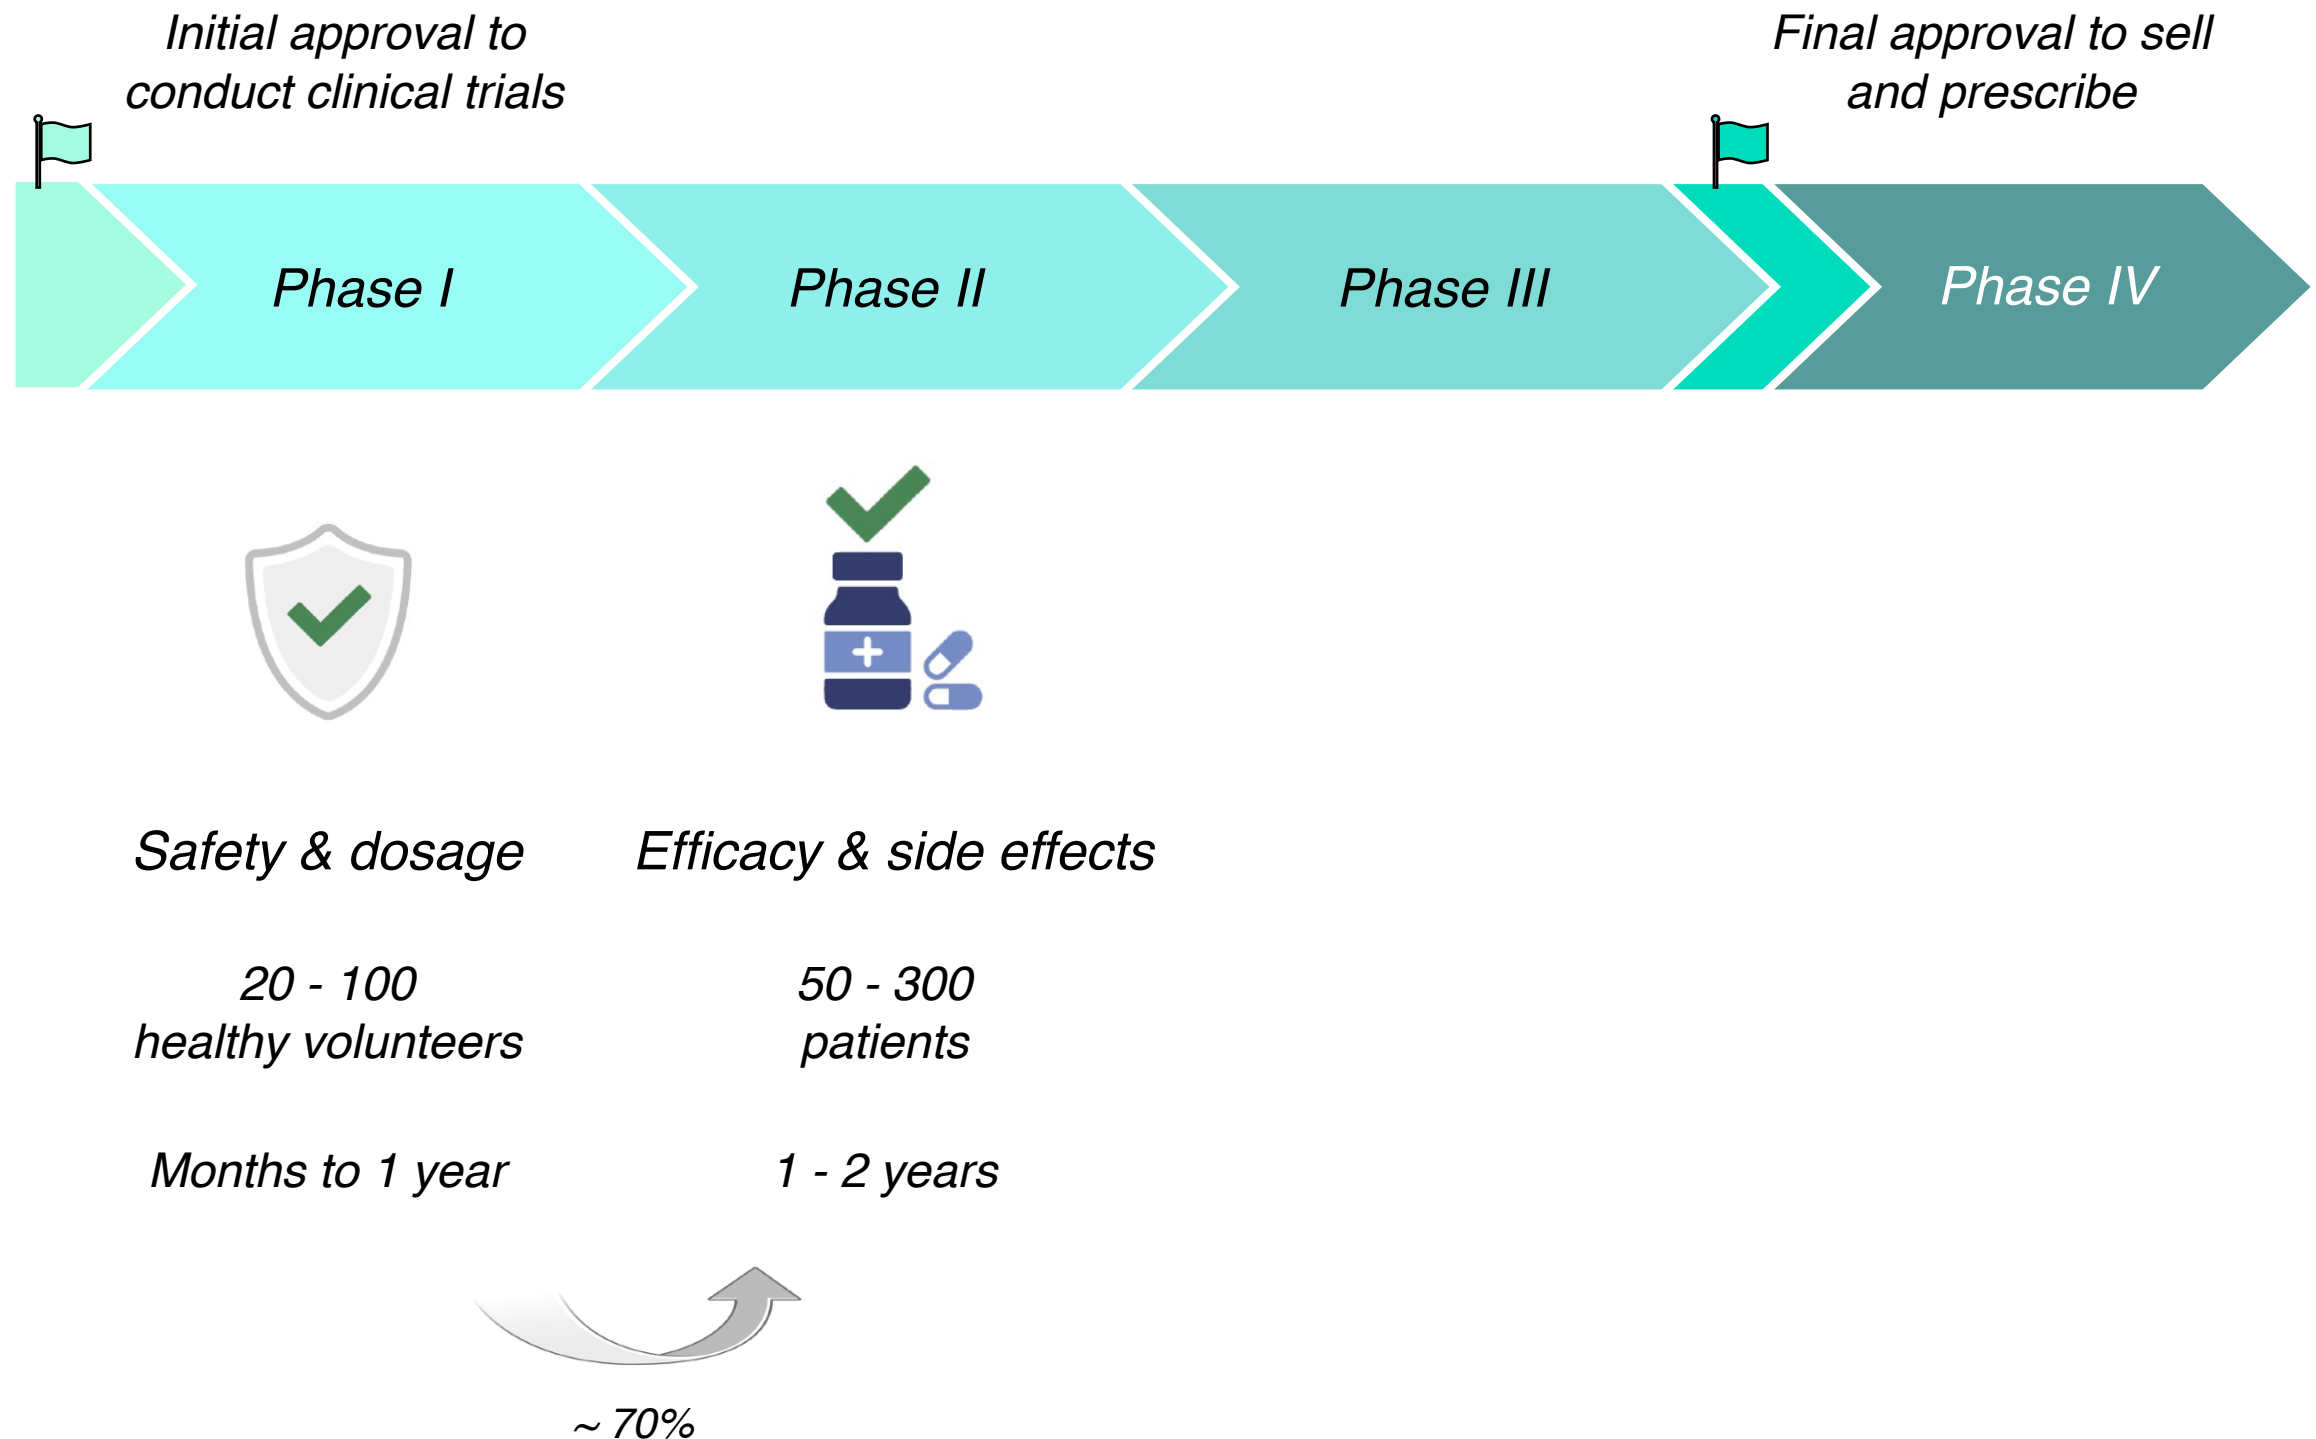 Initial approval to
conduct clinical trials
Final approval to sell
and prescribe
Phase I
Phase II
Phase III
Phase IV
Safety & dosage
Efficacy & side effects
20 - 100
healthy volunteers
50 - 300
patients
Months to 1 year
1 - 2 years
~ 70%